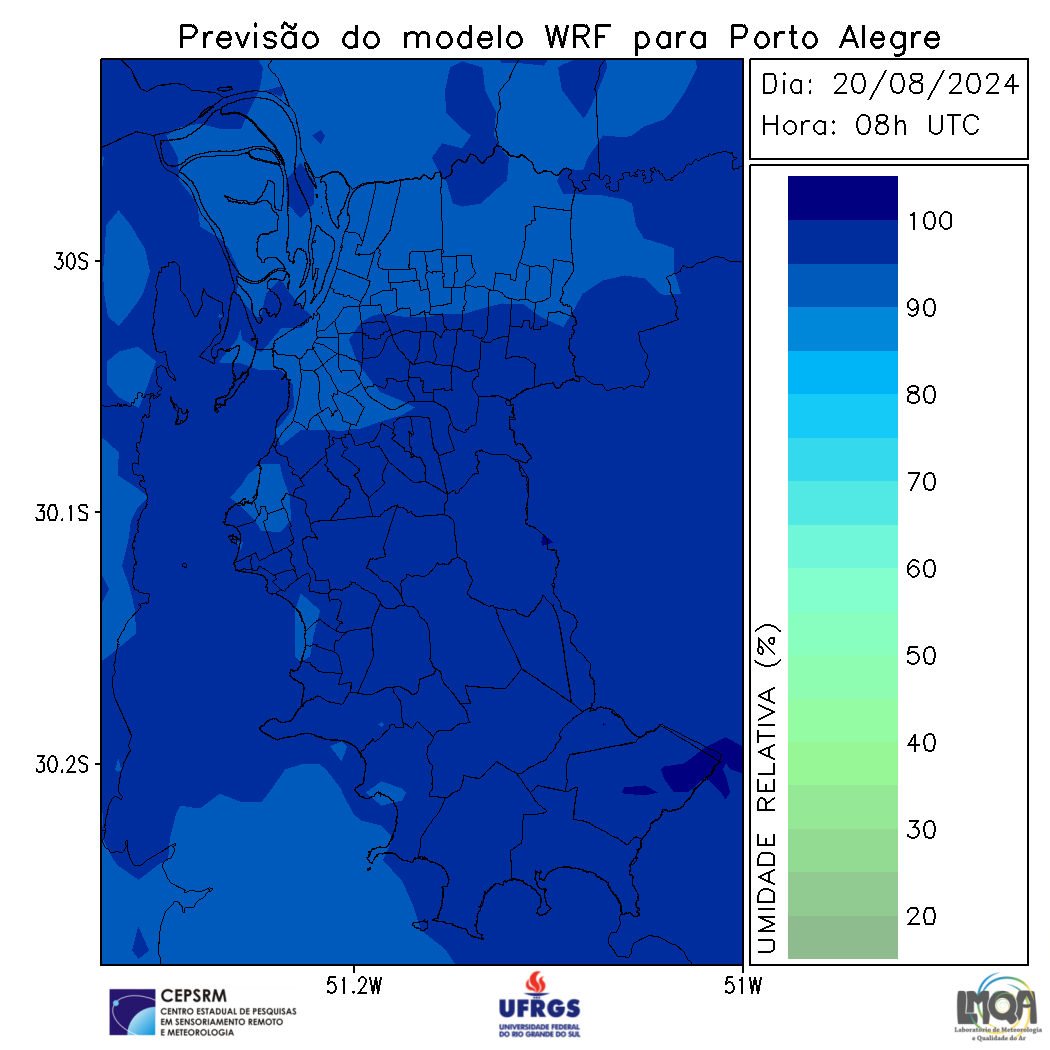 Previsão do modelo WRF para Porto Alegre
Dia: 20/08/2024
Hora: 08h UTC
100
90
80
70
60
50
40
30
20
UMIDADE RELATIVA (%)
30S
30.1S
30.2S
51.2W
51W
CEPSRM
CENTRO ESTADUAL DE PESQUISAS
EM SENSORIAMENTO REMOTO
E METEOROLOGIA
UFRGS
UNIVERSIDADE FEDERAL
DO RIO GRANDE DO SUL
LMQA
Laboratório de Meteorologia
e Qualidade do Ar